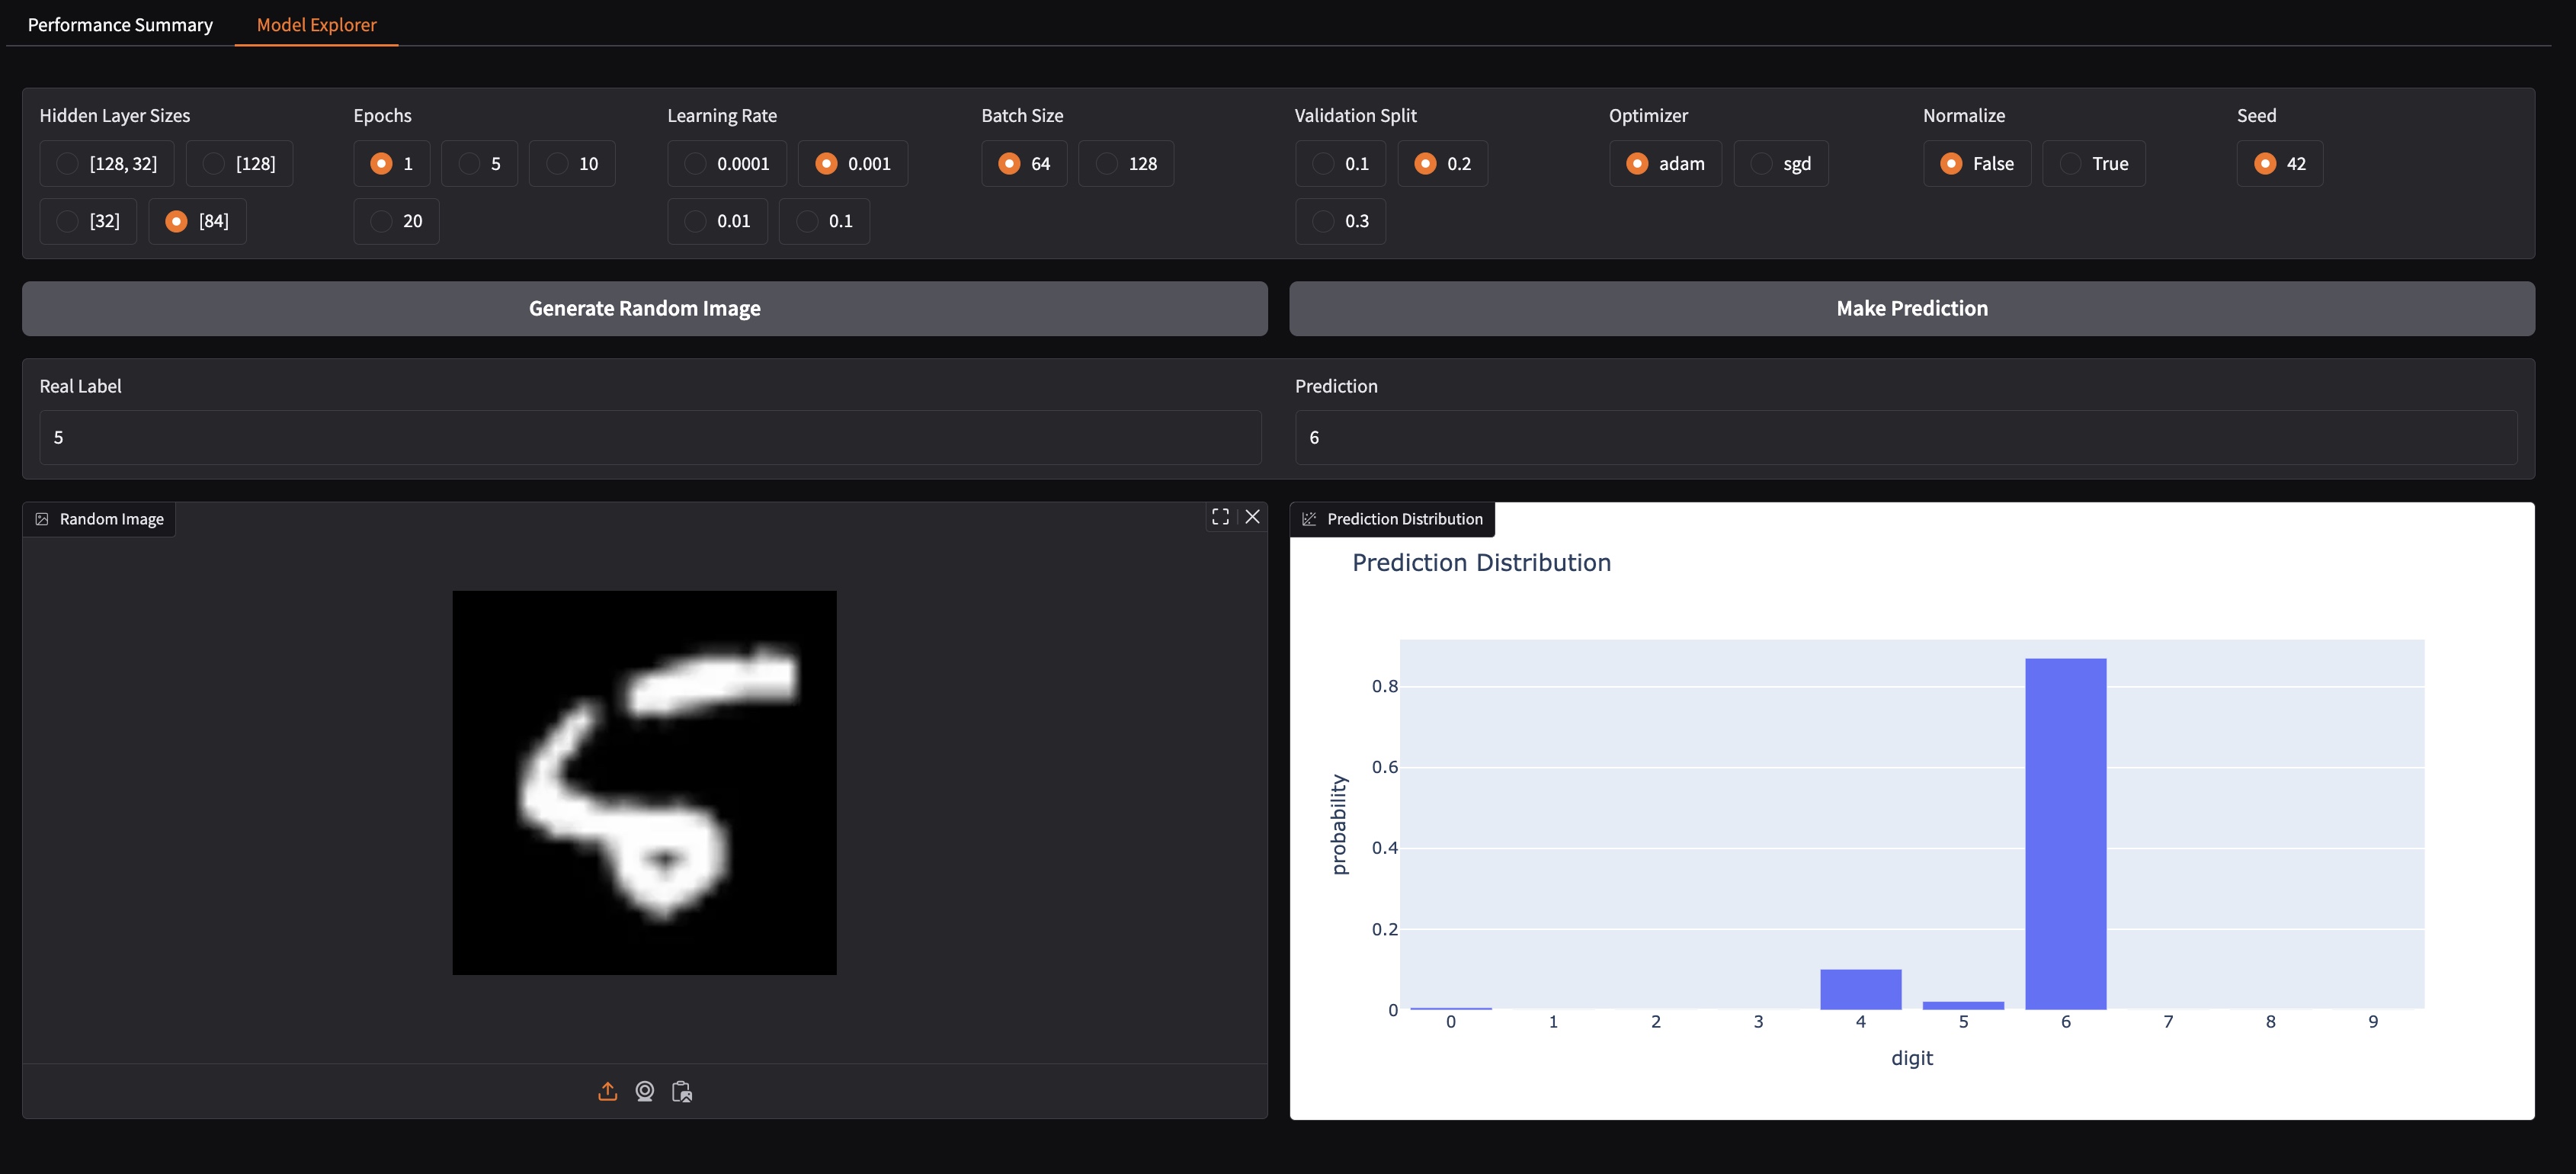 Performance Summary Model Explorer
Hidden Layer Sizes Epochs Learning Rate Batch Size Validation Split Optimizer Normalize Seed
[128, 32] [128] 1 5 10 0.0001 0.001 64 128 0.1 0.2 adam sgd False True 42
[32] [84] 20 0.01 0.1 0.3
Generate Random Image Make Prediction
Real Label Prediction
5 6
Random Image
5
Prediction Distribution
Prediction Distribution
0.8
0.6
0.4
0.2
0
probability
0 1 2 3 4 5 6 7 8 9
digit